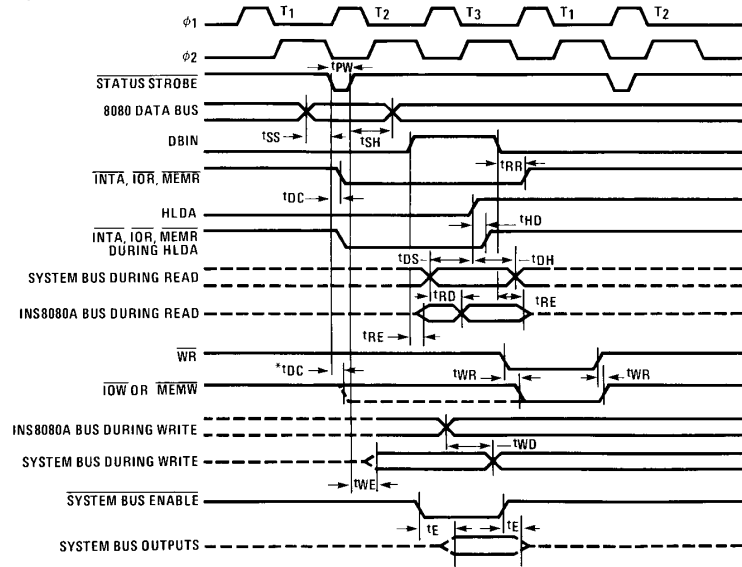 ϕ1 T1 T2 T3 T1 T2
ϕ2
tPW
STATUS STROBE
8080 DATA BUS
tSS tSH
DBIN
tRR
INTA, IOR, MEMR
tDC
HLDA
tHD
INTA, IOR, MEMR
DURING HLDA
tDS tDH
SYSTEM BUS DURING READ
tRD tRE
INS8080A BUS DURING READ
tRE
WR
*tDC tWR tWR
IOW OR MEMW
INS8080A BUS DURING WRITE
tWD
SYSTEM BUS DURING WRITE
tWE
SYSTEM BUS ENABLE
tE tE
SYSTEM BUS OUTPUTS